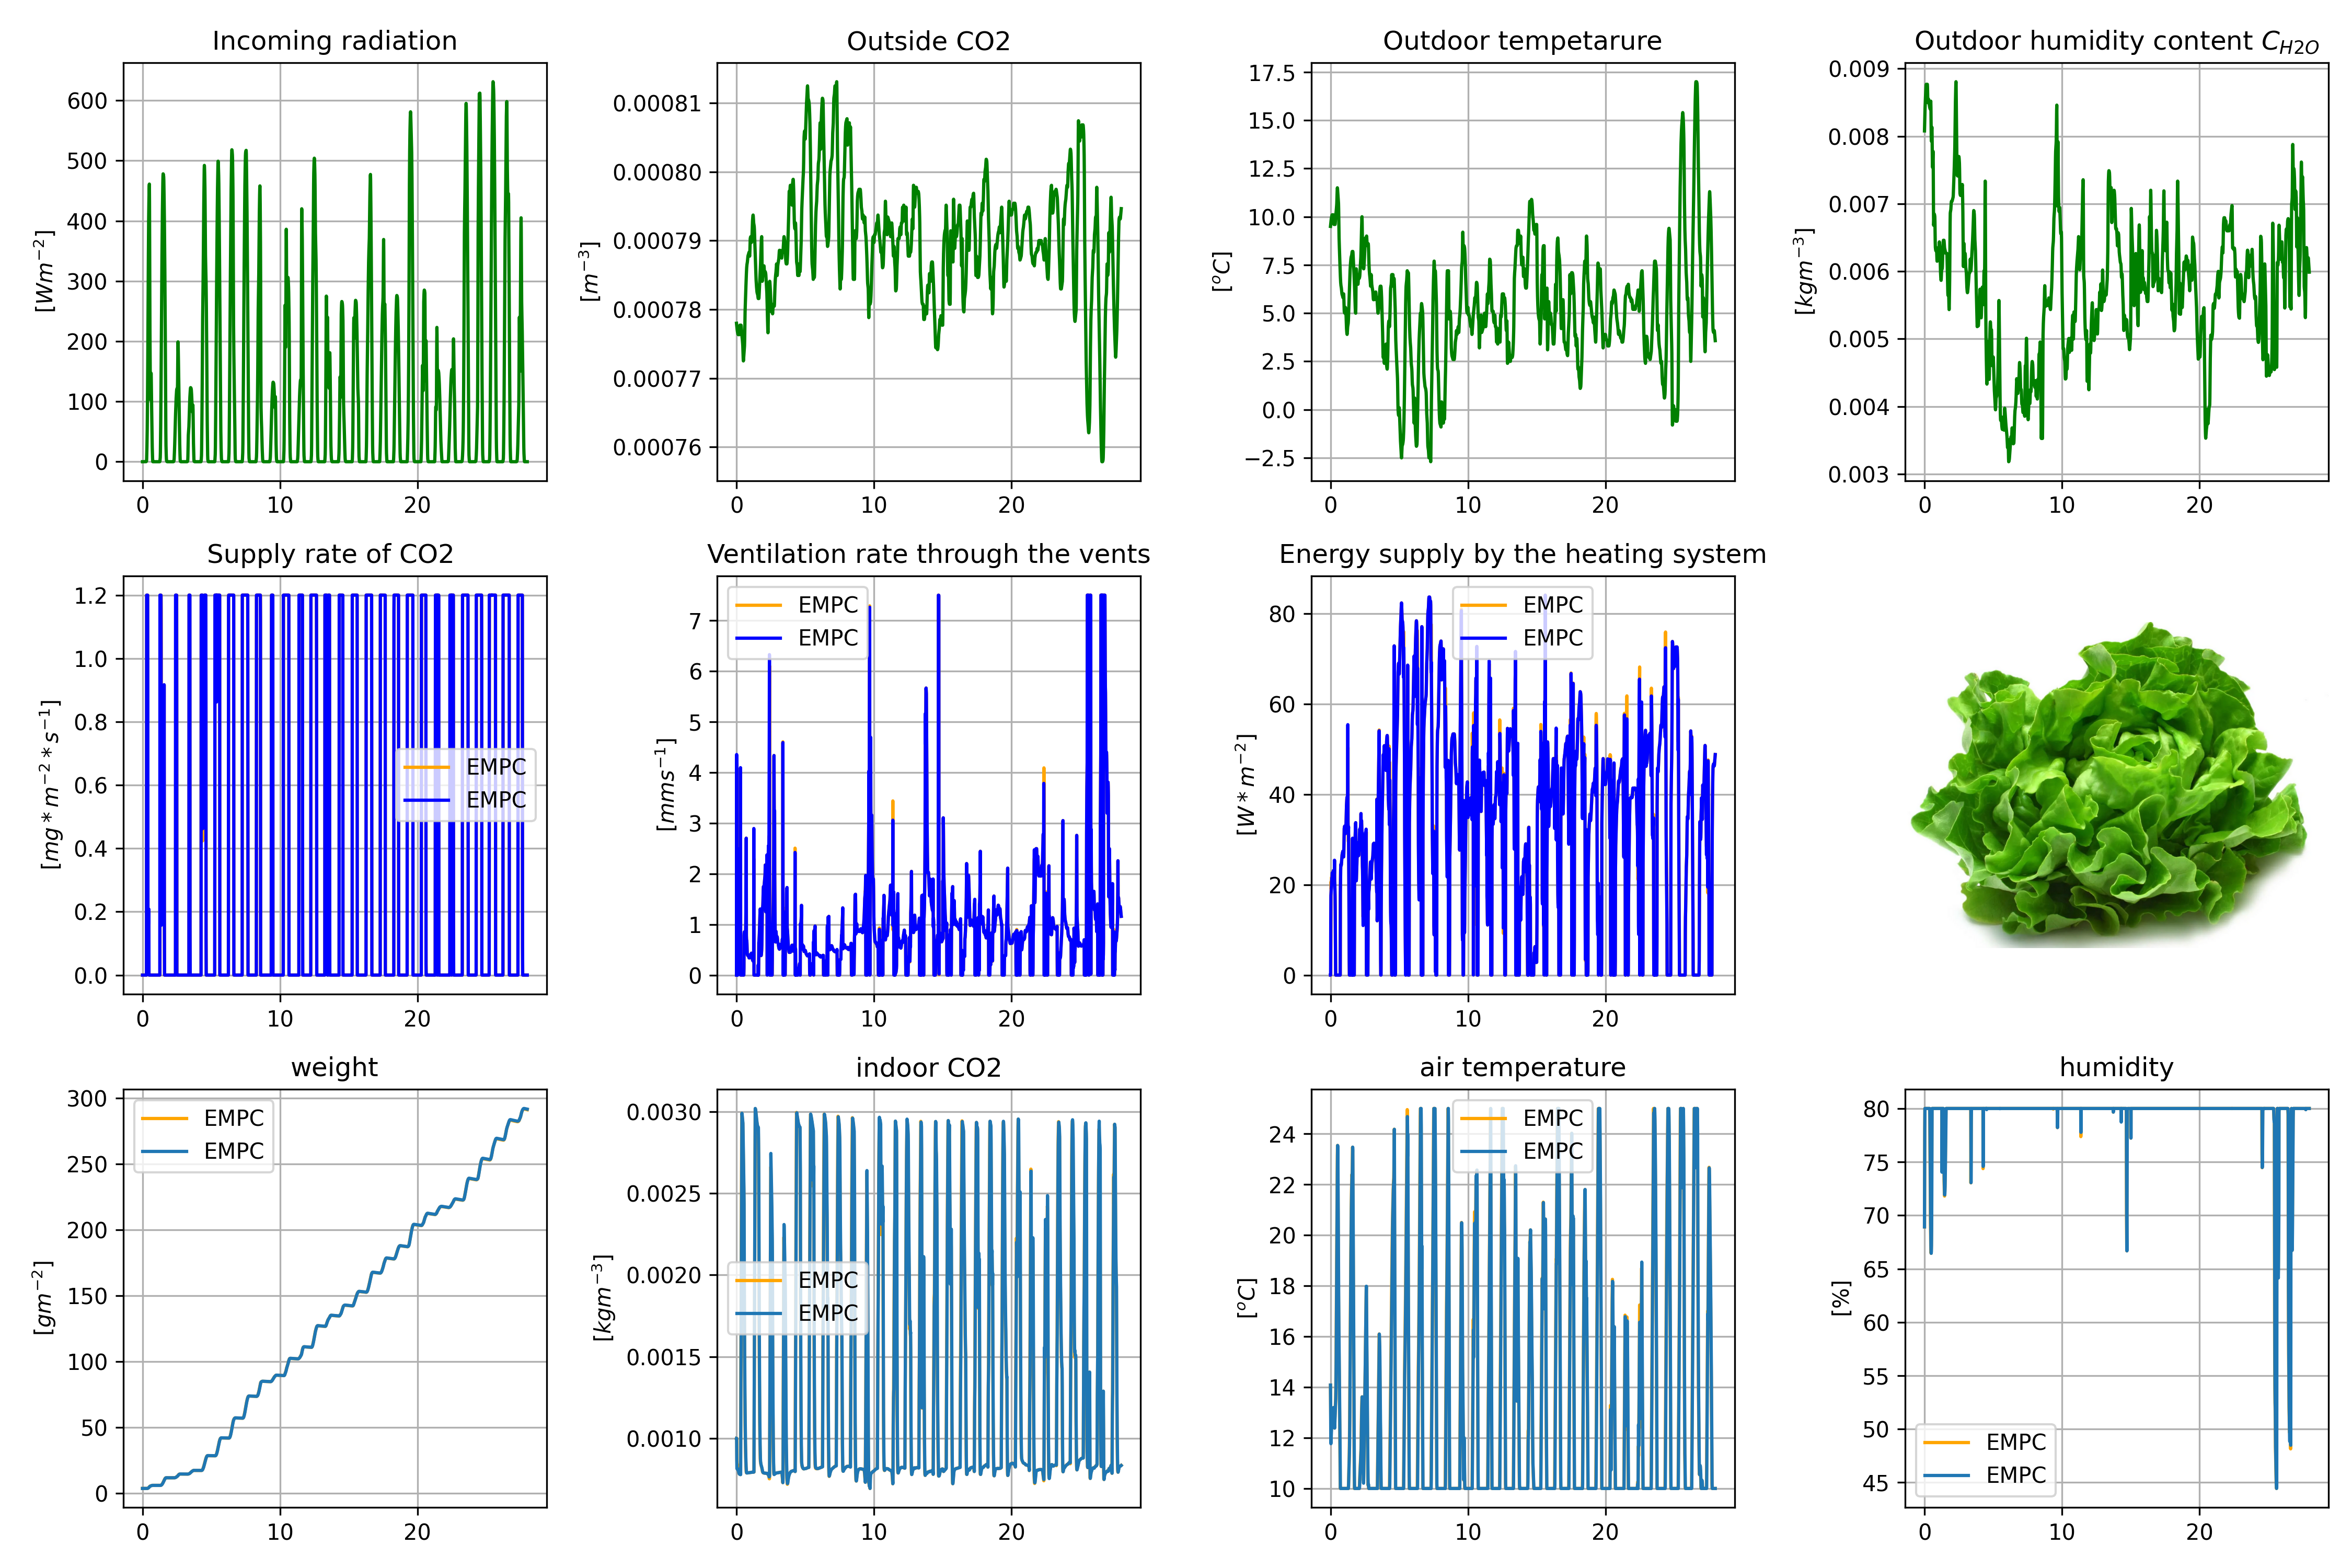 Incoming radiation
[Wm⁻²]
600
500
400
300
200
100
0
0 10 20
Outside CO2
[m⁻³]
0.00081
0.00080
0.00079
0.00078
0.00077
0.00076
0 10 20
Outdoor tempetarure
[°C]
17.5
15.0
12.5
10.0
7.5
5.0
2.5
0.0
−2.5
0 10 20
Outdoor humidity content C_H2O
[kgm⁻³]
0.009
0.008
0.007
0.006
0.005
0.004
0.003
0 10 20
Supply rate of CO2
[mg * m⁻² * s⁻¹]
1.2
1.0
0.8
0.6
0.4
0.2
0.0
EMPC
EMPC
0 10 20
Ventilation rate through the vents
[mms⁻¹]
7
6
5
4
3
2
1
0
EMPC
EMPC
0 10 20
Energy supply by the heating system
[W * m⁻²]
80
60
40
20
0
EMPC
EMPC
0 10 20
weight
[gm⁻²]
300
250
200
150
100
50
0
EMPC
EMPC
0 10 20
indoor CO2
[kgm⁻³]
0.0030
0.0025
0.0020
0.0015
0.0010
EMPC
EMPC
0 10 20
air temperature
[°C]
24
22
20
18
16
14
12
10
EMPC
EMPC
0 10 20
humidity
[%]
80
75
70
65
60
55
50
45
EMPC
EMPC
0 10 20